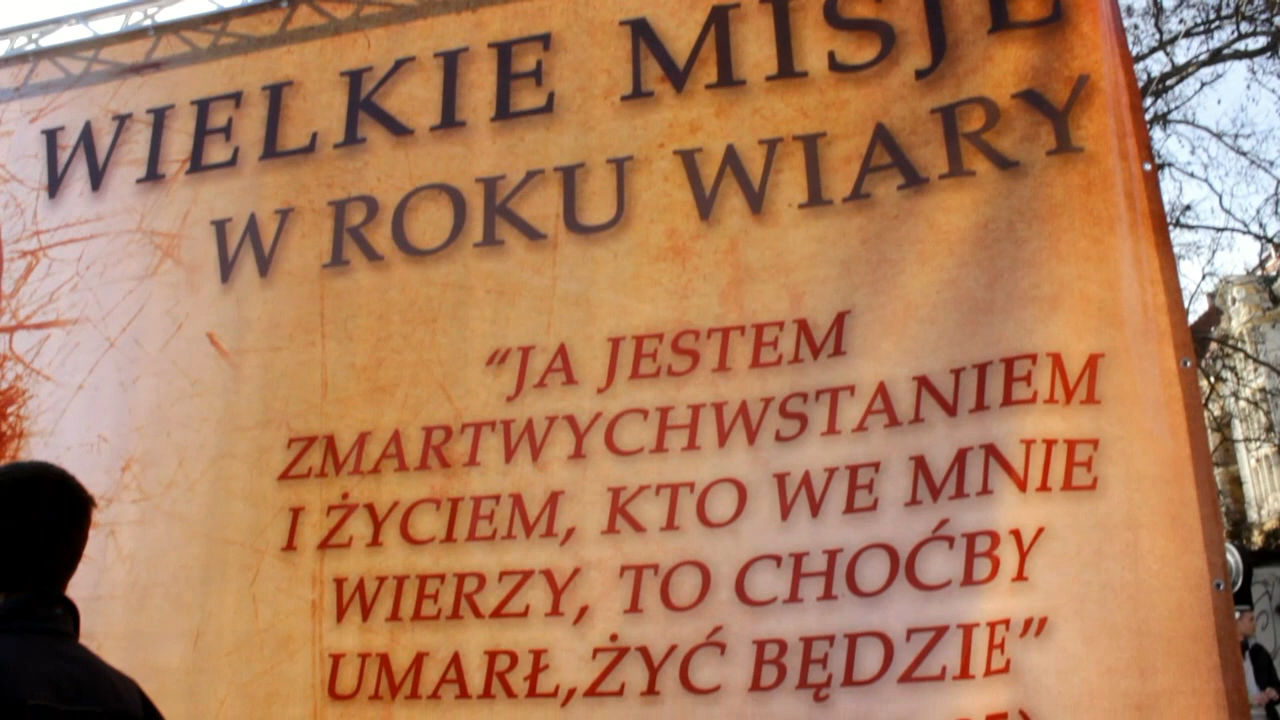 WIELKIE MISJE
W ROKU WIARY
“JA JESTEM
ZMARTWYCHWSTANIEM
I ŻYCIEM, KTO WE MNIE
WIERZY, TO CHOĆBY
UMARŁ,ŻYĆ BĘDZIE”